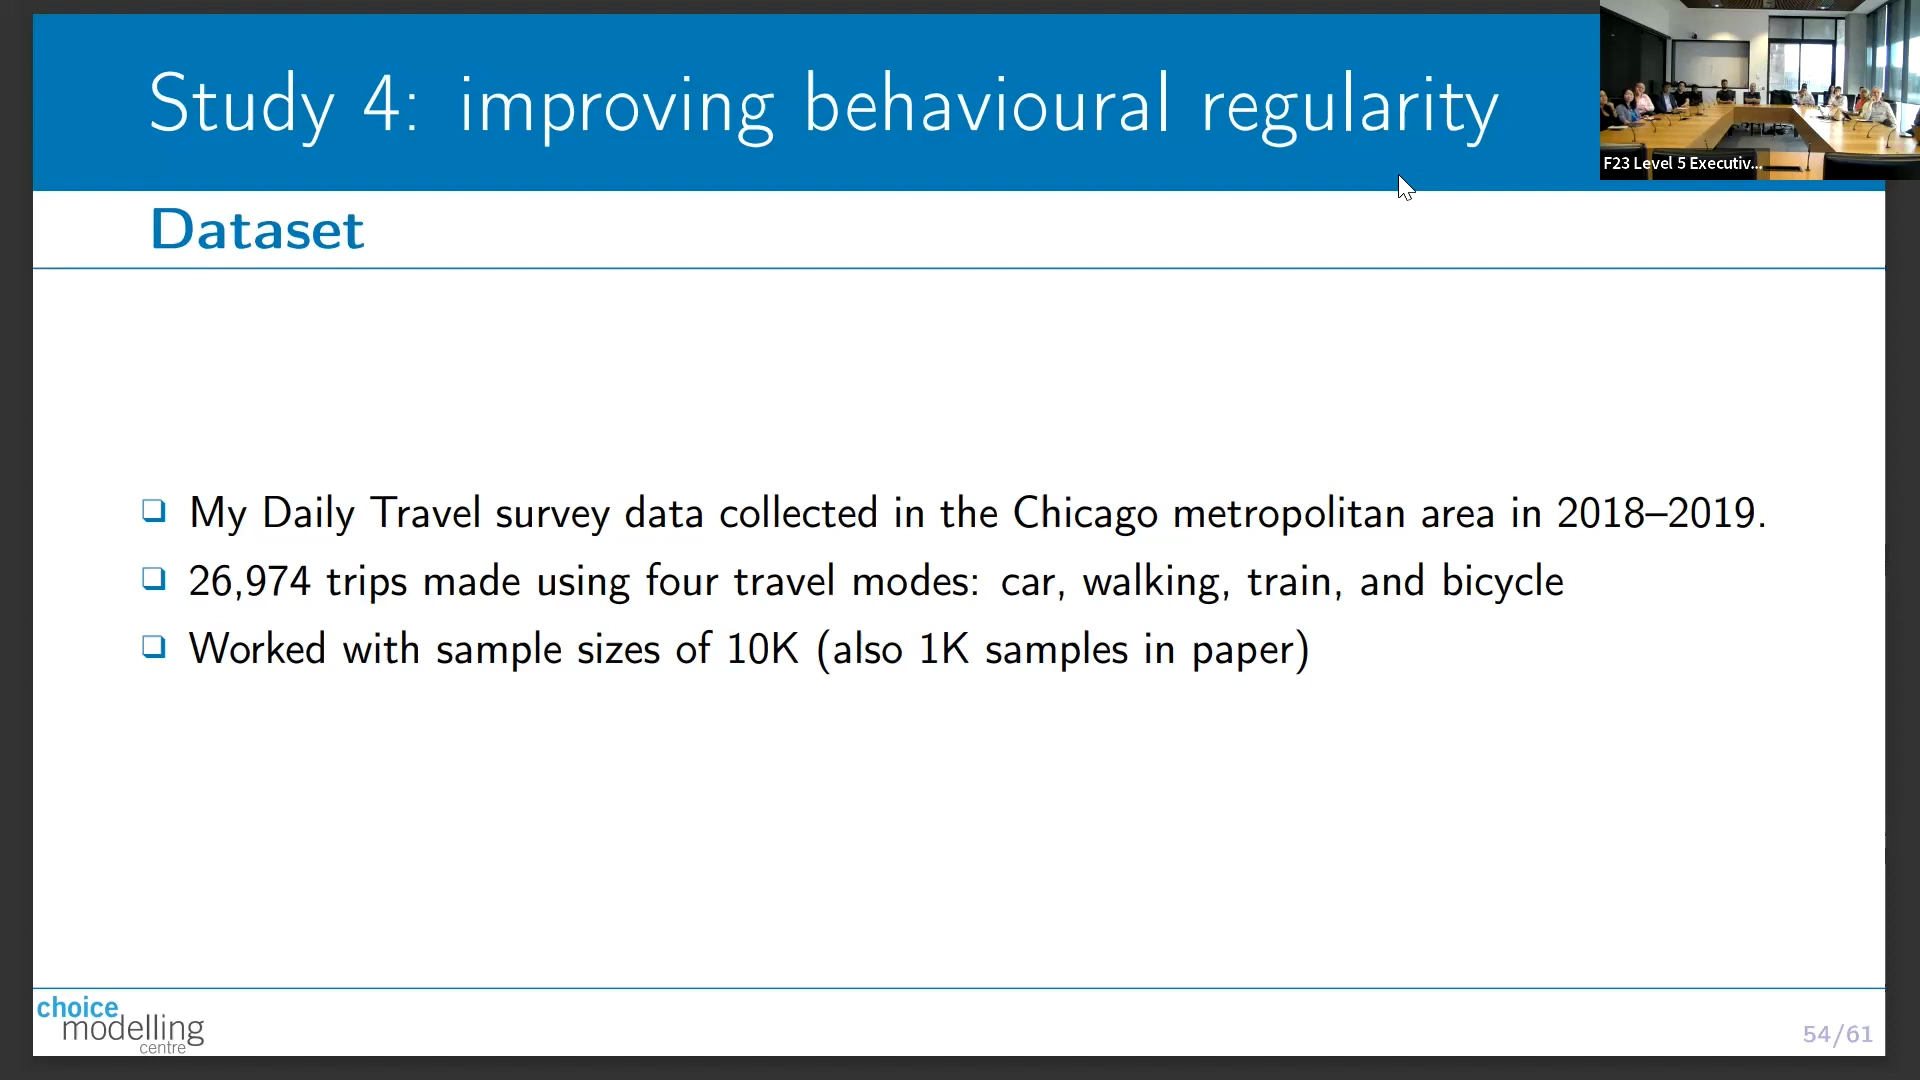 Study 4: improving behavioural regularity
F23 Level 5 Executiv...
Dataset
❑ My Daily Travel survey data collected in the Chicago metropolitan area in 2018–2019.
❑ 26,974 trips made using four travel modes: car, walking, train, and bicycle
❑ Worked with sample sizes of 10K (also 1K samples in paper)
choice
modelling
centre
54/61